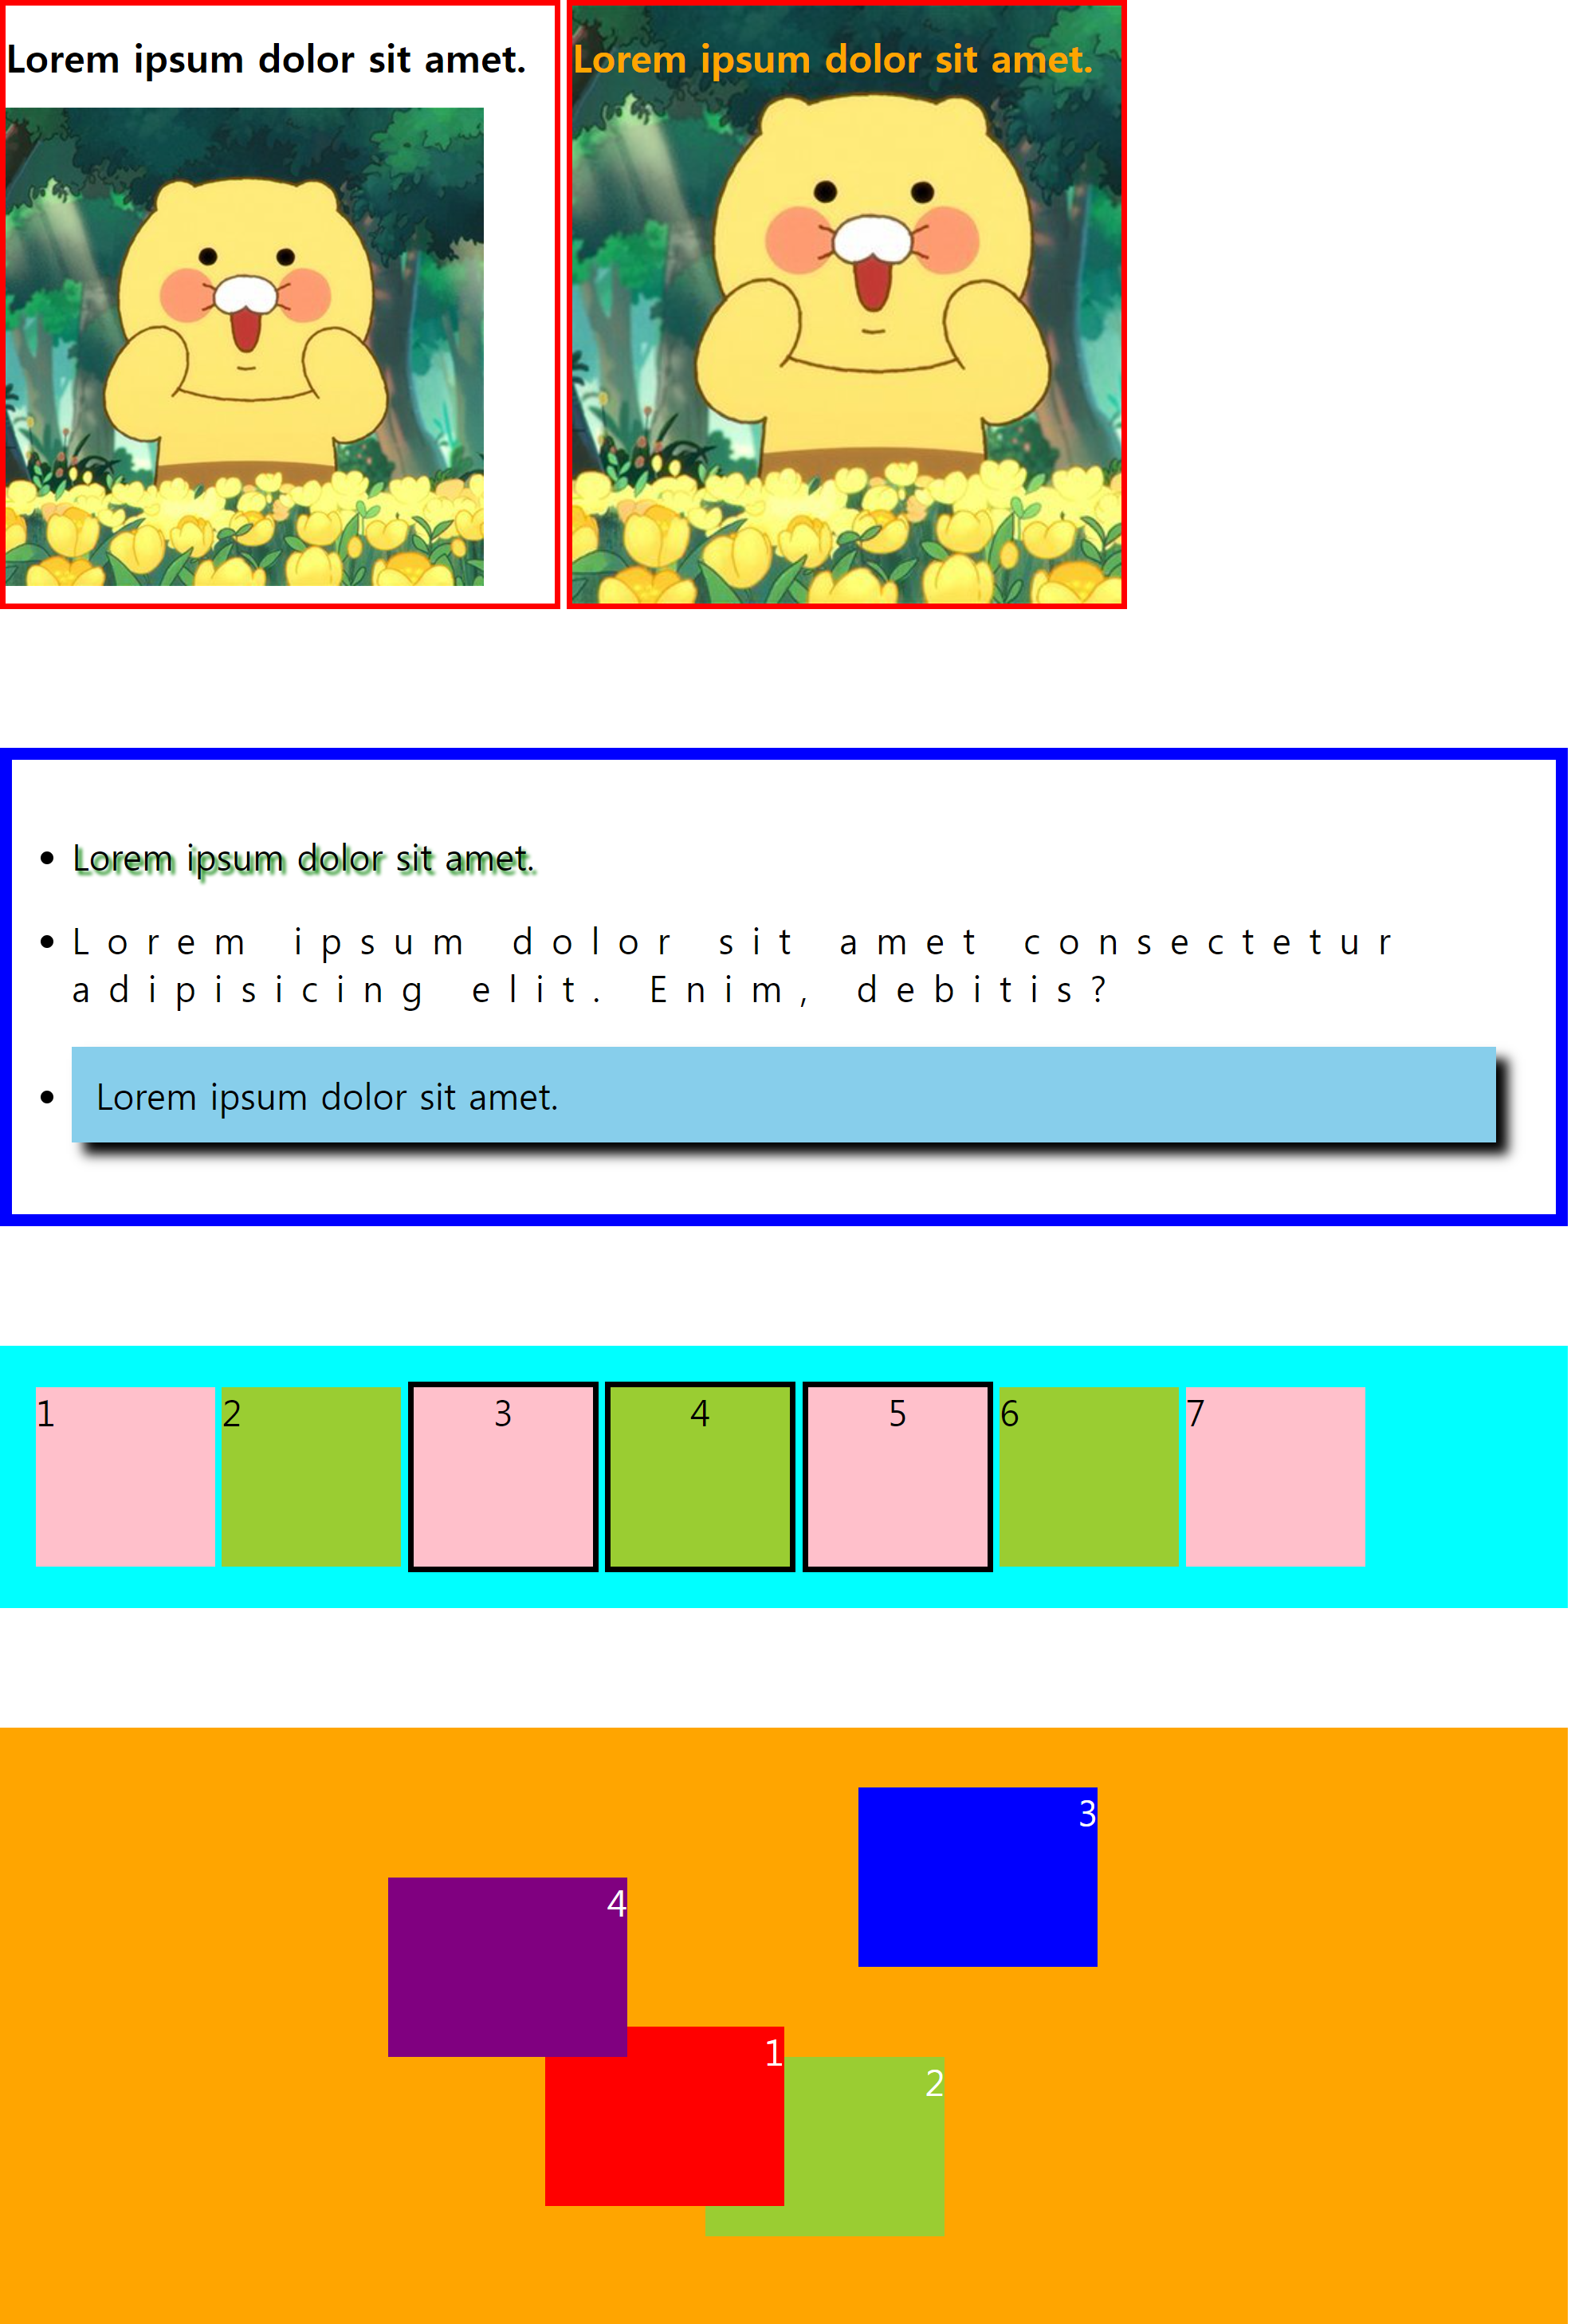 Lorem ipsum dolor sit amet.
Lorem ipsum dolor sit amet.
Lorem ipsum dolor sit amet.
Lorem ipsum dolor sit amet consectetur
adipisicing elit. Enim, debitis?
Lorem ipsum dolor sit amet.
1 2 3 4 5 6 7
3
4
1
2